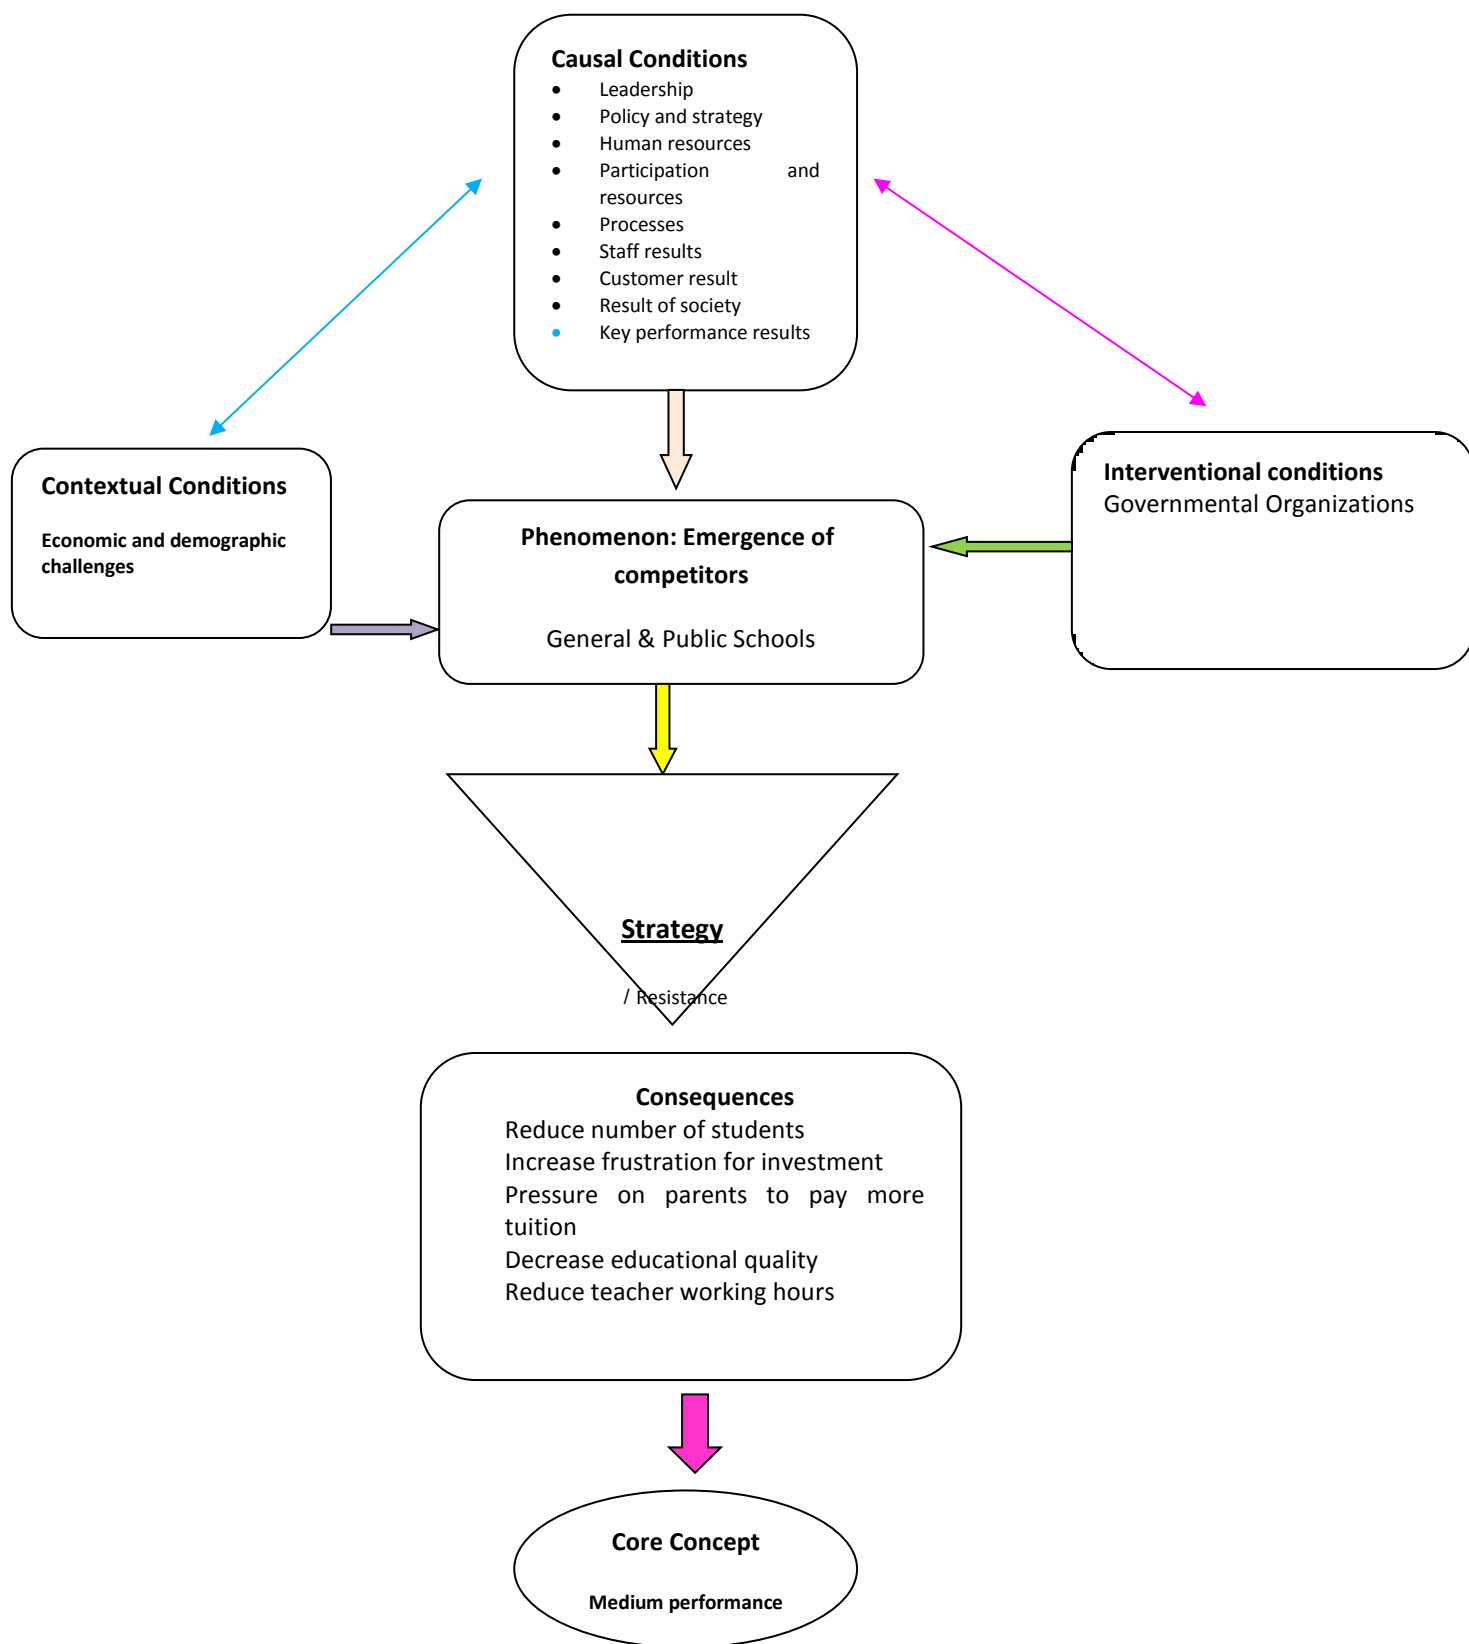 Causal Conditions
• Leadership
• Policy and strategy
• Human resources
• Participation and
resources
• Processes
• Staff results
• Customer result
• Result of society
• Key performance results
Contextual Conditions
Economic and demographic
challenges
Interventional conditions
Governmental Organizations
Phenomenon: Emergence of
competitors
General & Public Schools
Strategy
/ Resistance
Consequences
Reduce number of students
Increase frustration for investment
Pressure on parents to pay more
tuition
Decrease educational quality
Reduce teacher working hours
Core Concept
Medium performance